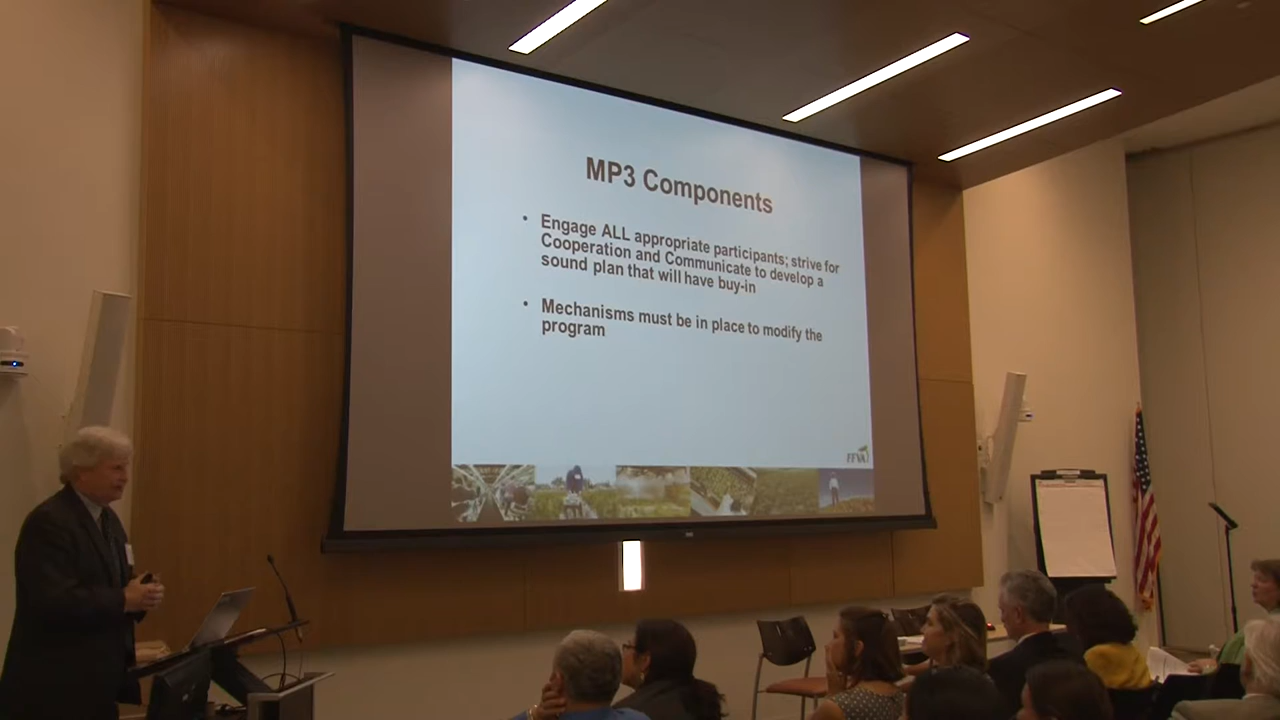 MP3 Components
• Engage ALL appropriate participants; strive for
Cooperation and Communicate to develop a
sound plan that will have buy-in
• Mechanisms must be in place to modify the
program
FFVA